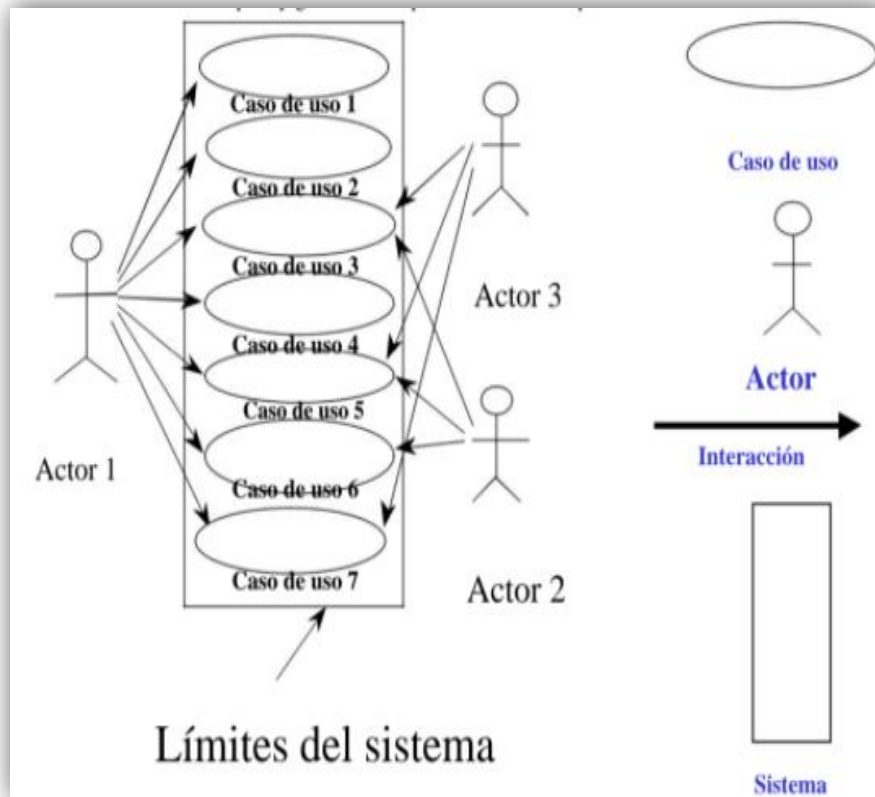 Caso de uso 1
Caso de uso 2
Caso de uso 3
Caso de uso 4
Caso de uso 5
Caso de uso 6
Caso de uso 7
Actor 1
Actor 3
Actor 2
Límites del sistema
Caso de uso
Actor
Interacción
Sistema